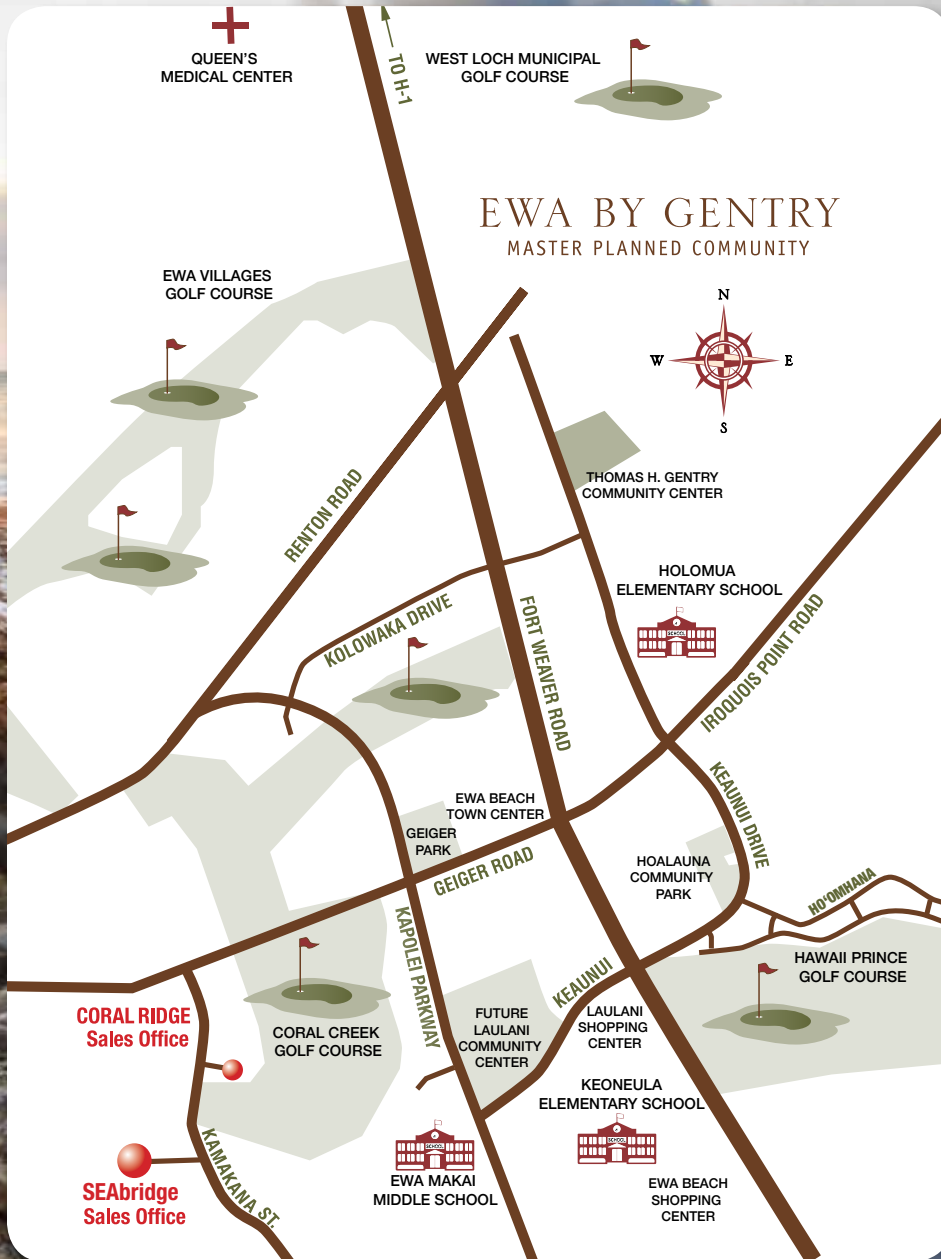 QUEEN'S
MEDICAL CENTER
TO H-1
WEST LOCH MUNICIPAL
GOLF COURSE
EWA BY GENTRY
MASTER PLANNED COMMUNITY
EWA VILLAGES
GOLF COURSE
N
W
E
S
RENTON ROAD
THOMAS H. GENTRY
COMMUNITY CENTER
HOLOMUA
ELEMENTARY SCHOOL
SCHOOL
KOLOWAKA DRIVE
FORT WEAVER ROAD
IROQUOIS POINT ROAD
KEAUNUI DRIVE
EWA BEACH
TOWN CENTER
GEIGER
PARK
GEIGER ROAD
HOALAUNA
COMMUNITY
PARK
HO'OMHANA
KAPOLEI PARKWAY
KEAUNUI
HAWAII PRINCE
GOLF COURSE
CORAL RIDGE
Sales Office
CORAL CREEK
GOLF COURSE
FUTURE
LAULANI
COMMUNITY
CENTER
LAULANI
SHOPPING
CENTER
KEONEULA
ELEMENTARY SCHOOL
SCHOOL
SCHOOL
EWA MAKAI
MIDDLE SCHOOL
KAMAKANA ST.
SEAbridge
Sales Office
EWA BEACH
SHOPPING
CENTER